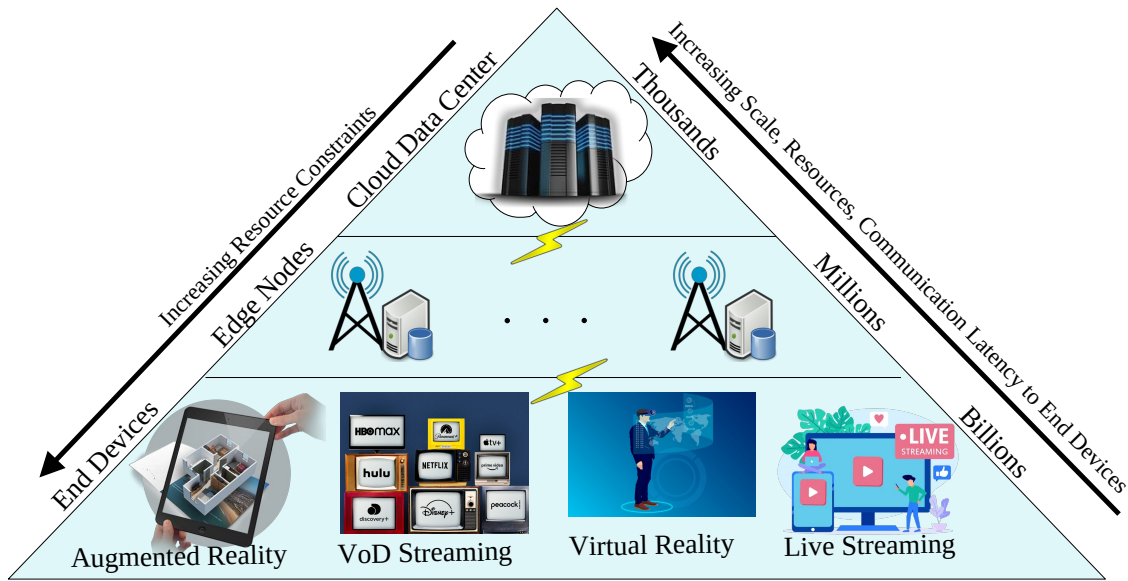 Increasing Resource Constraints
Increasing Scale, Resources, Communication Latency to End Devices
Cloud Data Center
Thousands
Edge Nodes
Millions
. . .
End Devices
Billions
HBOMAX
Paramount+
tv+
hulu
NETFLIX
prime video
discovery+
Disney+
peacock
LIVE
STREAMING
Augmented Reality
VoD Streaming
Virtual Reality
Live Streaming